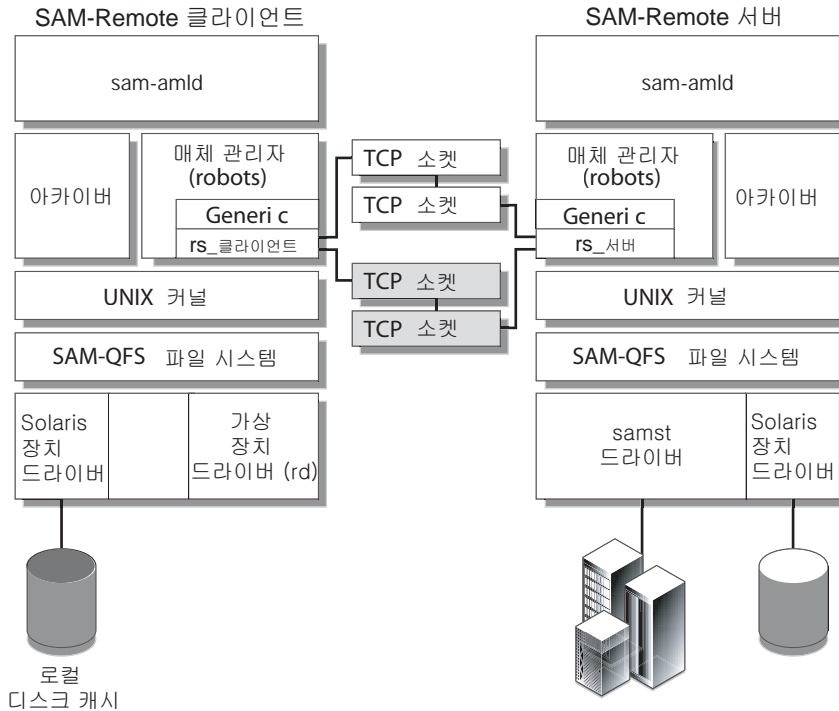 SAM-Remote 클라이언트
sam-amld
아카이버
매체 관리자
(robots)
Generi c
rs_클라이언트
UNIX 커널
SAM-QFS 파일 시스템
Solaris
장치
드라이버
가상
장치
드라이버 (rd)
로컬
디스크 캐시
TCP 소켓
TCP 소켓
TCP 소켓
TCP 소켓
SAM-Remote 서버
sam-amld
매체 관리자
(robots)
Generi c
rs_서버
아카이버
UNIX 커널
SAM-QFS 파일 시스템
samst
드라이버
Solaris
장치
드라이버